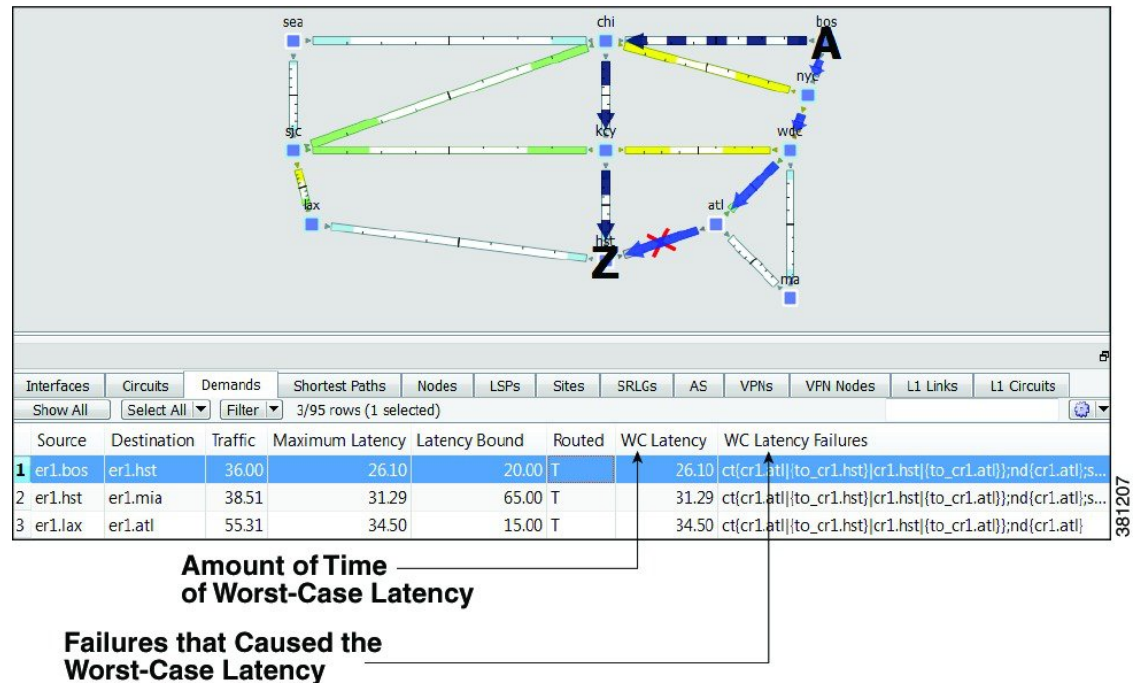 sea
chi
bos
A
nyc
sjc
kcy
wdc
lax
atl
hst
Z
ma
Interfaces Circuits Demands Shortest Paths Nodes LSPs Sites SRLGs AS VPNs VPN Nodes L1 Links L1 Circuits
Show All Select All Filter 3/95 rows (1 selected)
Source Destination Traffic Maximum Latency Latency Bound Routed WC Latency WC Latency Failures
1 er1.bos er1.hst 36.00 26.10 20.00 T 26.10 ct{cr1.atl|{to_cr1.hst}|cr1.hst|{to_cr1.atl}};nd{cr1.atl};s...
2 er1.hst er1.mia 38.51 31.29 65.00 T 31.29 ct{cr1.atl|{to_cr1.hst}|cr1.hst|{to_cr1.atl}};nd{cr1.atl};s...
3 er1.lax er1.atl 55.31 34.50 15.00 T 34.50 ct{cr1.atl|{to_cr1.hst}|cr1.hst|{to_cr1.atl}};nd{cr1.atl}
381207
Amount of Time
of Worst-Case Latency
Failures that Caused the
Worst-Case Latency